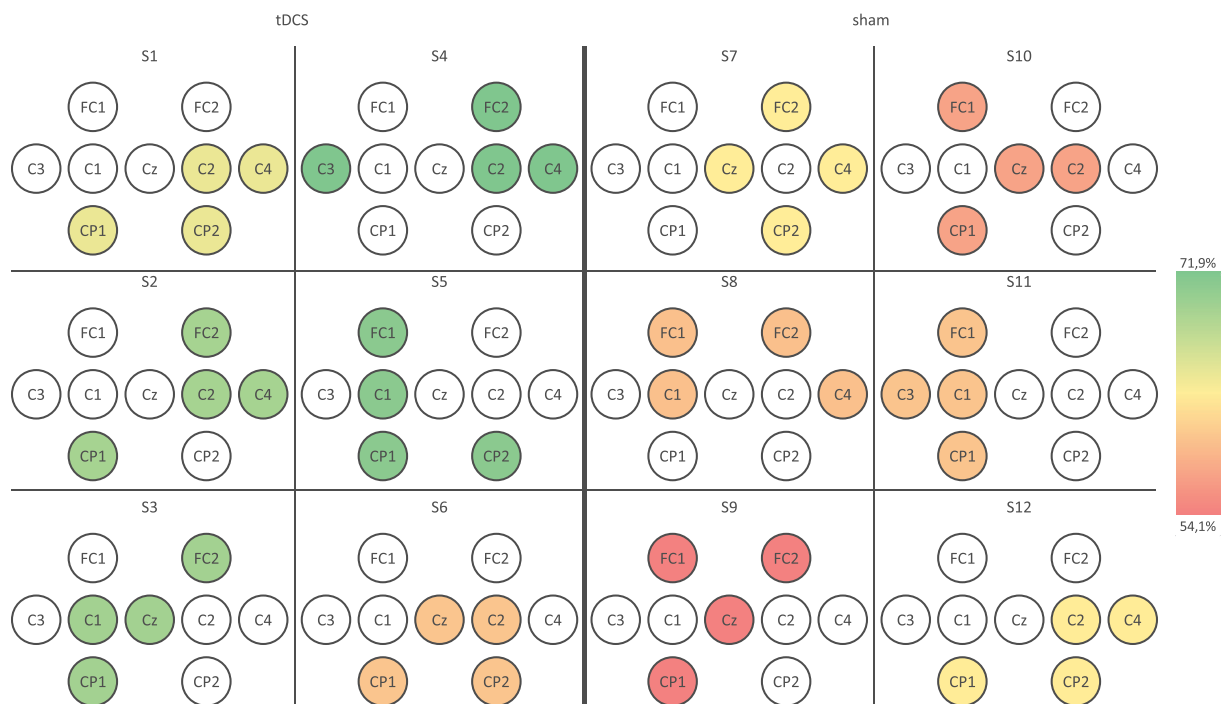 tDCS sham
S1 S4 S7 S10
FC1 FC2 FC1 FC2 FC1 FC2 FC1 FC2
C3 C1 Cz C2 C4 C3 C1 Cz C2 C4 C3 C1 Cz C2 C4 C3 C1 Cz C2 C4
CP1 CP2 CP1 CP2 CP1 CP2 CP1 CP2
71,9%
S2 S5 S8 S11
FC1 FC2 FC1 FC2 FC1 FC2 FC1 FC2
C3 C1 Cz C2 C4 C3 C1 Cz C2 C4 C3 C1 Cz C2 C4 C3 C1 Cz C2 C4
CP1 CP2 CP1 CP2 CP1 CP2 CP1 CP2
S3 S6 S9 S12
54,1%
FC1 FC2 FC1 FC2 FC1 FC2 FC1 FC2
C3 C1 Cz C2 C4 C3 C1 Cz C2 C4 C3 C1 Cz C2 C4 C3 C1 Cz C2 C4
CP1 CP2 CP1 CP2 CP1 CP2 CP1 CP2